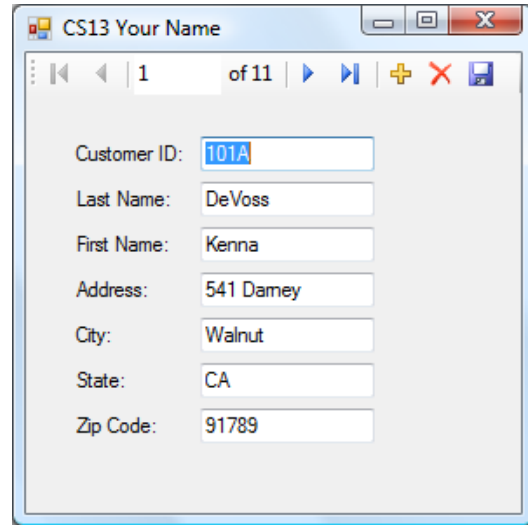 CS13 Your Name
1 of 11
Customer ID: 101A
Last Name: DeVoss
First Name: Kenna
Address: 541 Darney
City: Walnut
State: CA
Zip Code: 91789